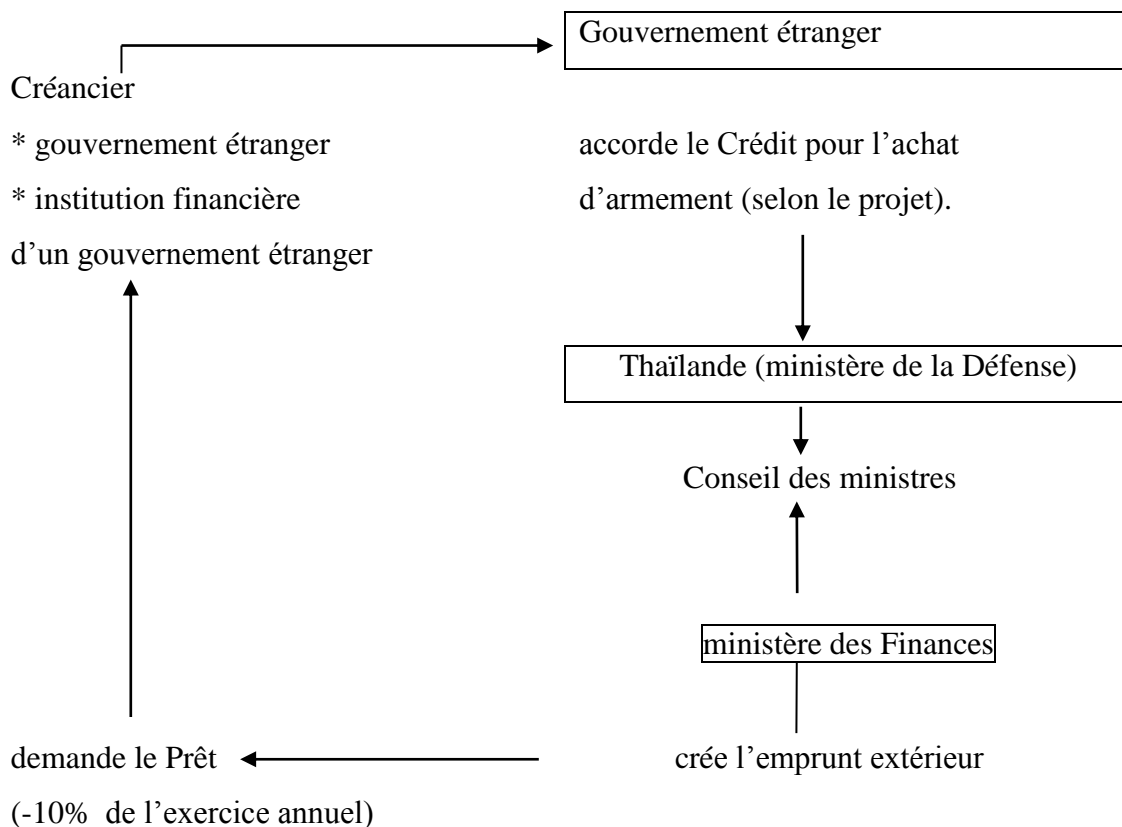 Gouvernement étranger
Créancier
* gouvernement étranger
* institution financière
d’un gouvernement étranger
accorde le Crédit pour l’achat
d’armement (selon le projet).
Thaïlande (ministère de la Défense)
Conseil des ministres
ministère des Finances
crée l’emprunt extérieur
demande le Prêt
(-10% de l’exercice annuel)